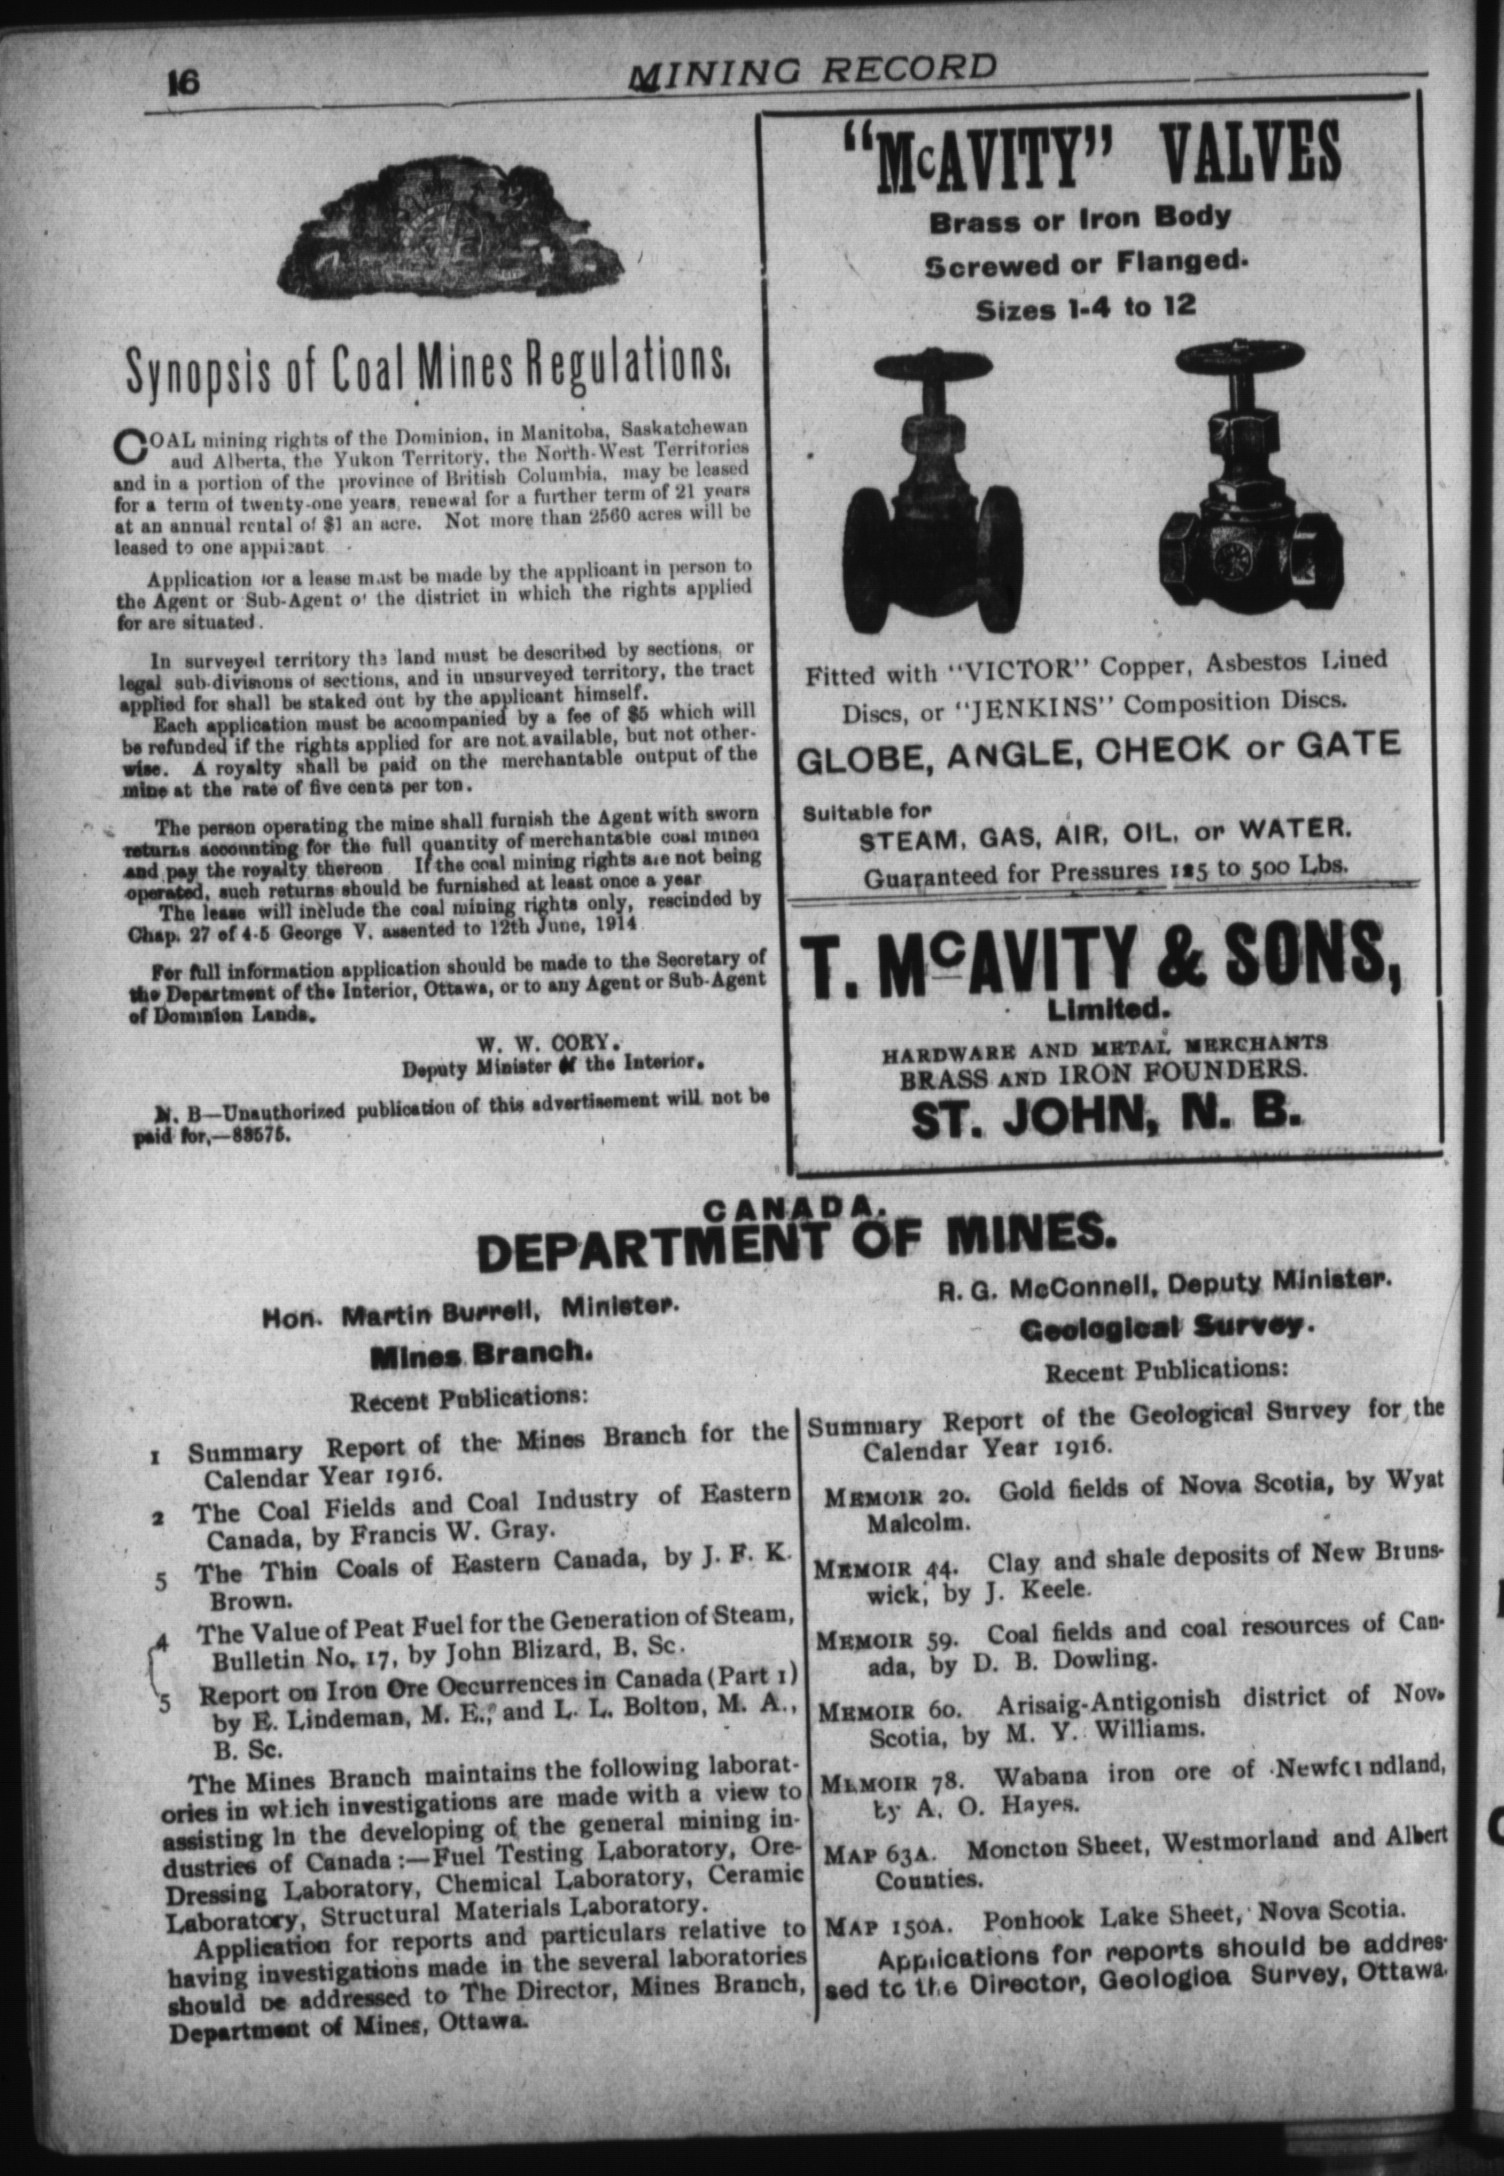 16
MINING RECORD
Synopsis of Coal Mines Regulations.
COAL mining rights of the Dominion, in Manitoba, Saskatchewan
and Alberta, the Yukon Territory, the North-West Territories
and in a portion of the province of British Columbia, may be leased
for a term of twenty-one years, renewal for a further term of 21 years
at an annual rental of $1 an acre. Not more than 2560 acres will be
leased to one applicant
Application for a lease must be made by the applicant in person to
the Agent or Sub-Agent of the district in which the rights applied
for are situated.
In surveyed territory the land must be described by sections, or
legal sub-divisions of sections, and in unsurveyed territory, the tract
applied for shall be staked out by the applicant himself.
Each application must be accompanied by a fee of $5 which will
be refunded if the rights applied for are not available, but not other-
wise. A royalty shall be paid on the merchantable output of the
mine at the rate of five cents per ton.
The person operating the mine shall furnish the Agent with sworn
returns accounting for the full quantity of merchantable coal mined
and pay the royalty thereon If the coal mining rights are not being
operated, such returns should be furnished at least once a year
The lease will include the coal mining rights only, rescinded by
Chap. 27 of 4-5 George V. assented to 12th June, 1914
For full information application should be made to the Secretary of
the Department of the Interior, Ottawa, or to any Agent or Sub-Agent
of Dominion Lands.
W. W. CORY.
Deputy Minister of the Interior.
N. B—Unauthorized publication of this advertisement will not be
paid for,—83575.
"McAVITY" VALVES
Brass or Iron Body
Screwed or Flanged.
Sizes 1-4 to 12
Fitted with "VICTOR" Copper, Asbestos Lined
Discs, or "JENKINS" Composition Discs.
GLOBE, ANGLE, CHECK or GATE
Suitable for
STEAM, GAS, AIR, OIL, or WATER.
Guaranteed for Pressures 125 to 500 Lbs.
T. McAVITY & SONS,
Limited.
HARDWARE AND METAL MERCHANTS
BRASS AND IRON FOUNDERS.
ST. JOHN, N. B.
CANADA.
DEPARTMENT OF MINES.
Hon. Martin Burrell, Minister.
Mines Branch.
Recent Publications:
1 Summary Report of the Mines Branch for the
Calendar Year 1916.
2 The Coal Fields and Coal Industry of Eastern
Canada, by Francis W. Gray.
5 The Thin Coals of Eastern Canada, by J. F. K.
Brown.
4 The Value of Peat Fuel for the Generation of Steam,
Bulletin No. 17, by John Blizard, B. Sc.
5 Report on Iron Ore Occurrences in Canada (Part 1)
by E. Lindeman, M. E., and L. L. Bolton, M. A.,
B. Sc.
The Mines Branch maintains the following laborat-
ories in which investigations are made with a view to
assisting in the developing of the general mining in-
dustries of Canada:—Fuel Testing Laboratory, Ore-
Dressing Laboratory, Chemical Laboratory, Ceramic
Laboratory, Structural Materials Laboratory.
Application for reports and particulars relative to
having investigations made in the several laboratories
should be addressed to The Director, Mines Branch,
Department of Mines, Ottawa.
R. G. McConnell, Deputy Minister.
Geological Survey.
Recent Publications:
Summary Report of the Geological Survey for the
Calendar Year 1916.
MEMOIR 20. Gold fields of Nova Scotia, by Wyat
Malcolm.
MEMOIR 44. Clay and shale deposits of New Bruns-
wick, by J. Keele.
MEMOIR 59. Coal fields and coal resources of Can-
ada, by D. B. Dowling.
MEMOIR 60. Arisaig-Antigonish district of Nova
Scotia, by M. Y. Williams.
MEMOIR 78. Wabana iron ore of Newfoundland,
by A. O. Hayes.
MAP 63A. Moncton Sheet, Westmorland and Albert
Counties.
MAP 150A. Ponhook Lake Sheet, Nova Scotia.
Applications for reports should be addres-
sed to the Director, Geologica Survey, Ottawa.